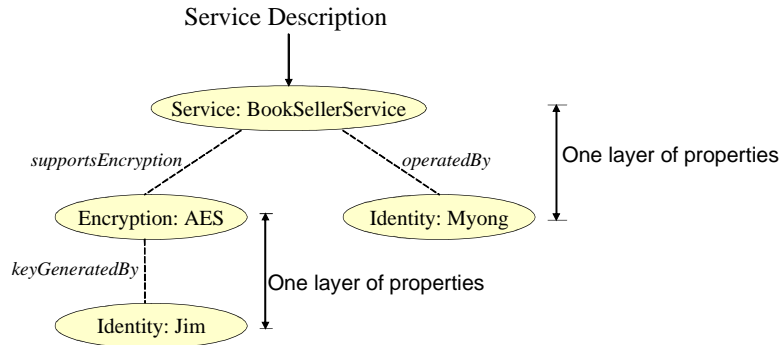 Service Description
Service: BookSellerService
supportsEncryption
operatedBy
One layer of properties
Encryption: AES
Identity: Myong
keyGeneratedBy
One layer of properties
Identity: Jim